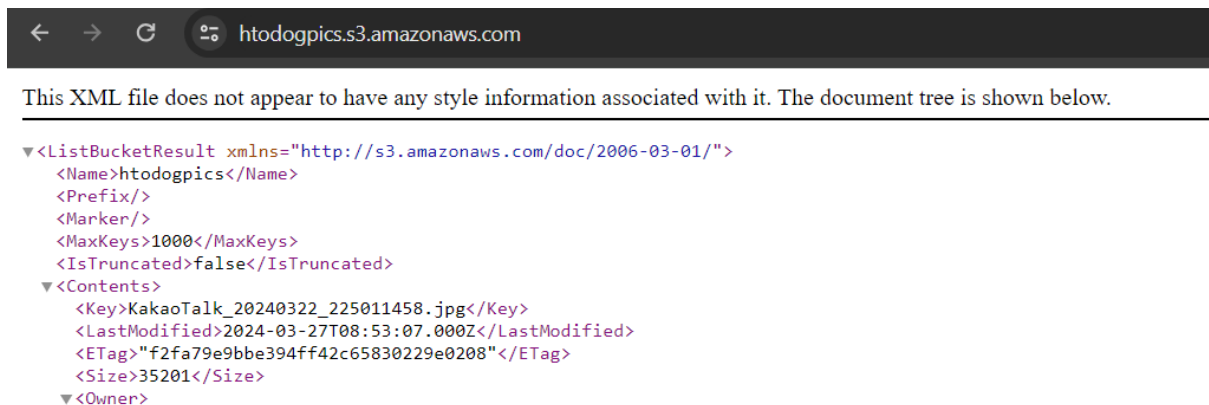 htodogpics.s3.amazonaws.com
This XML file does not appear to have any style information associated with it. The document tree is shown below.
▼<ListBucketResult xmlns="http://s3.amazonaws.com/doc/2006-03-01/">
<Name>htodogpics</Name>
<Prefix/>
<Marker/>
<MaxKeys>1000</MaxKeys>
<IsTruncated>false</IsTruncated>
▼<Contents>
<Key>KakaoTalk_20240322_225011458.jpg</Key>
<LastModified>2024-03-27T08:53:07.000Z</LastModified>
<ETag>"f2fa79e9bbe394ff42c65830229e0208"</ETag>
<Size>35201</Size>
▼<Owner>